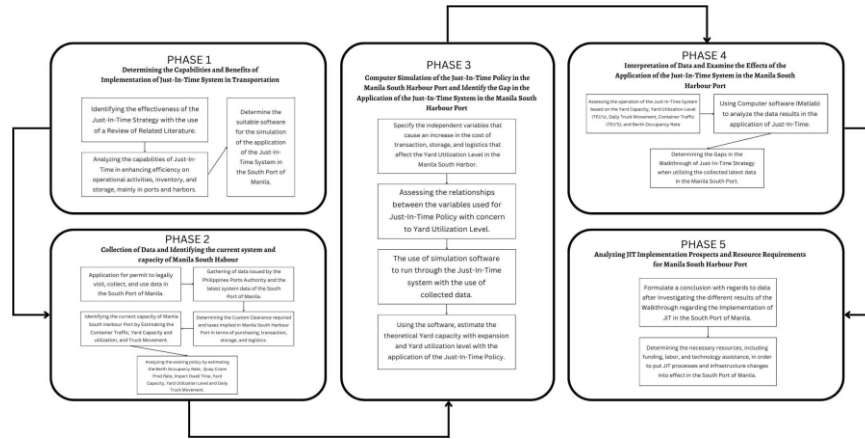 PHASE 1
Determining the Capabilities and Benefits of
Implementation of Just-In-Time System in Transportation
Identifying the effectiveness of the
Just-In-Time Strategy with the use
of a Review of Related Literature.
Analyzing the capabilities of Just-In-
Time in enhancing efficiency on
operational activities, inventory, and
storage, mainly in ports and harbors.
Determine the
suitable software
for the simulation
of the application
of the Just-In-Time
System in the
South Port of
Manila.
PHASE 2
Collection of Data and Identifying the current system and
capacity of Manila South Habour
Application for permit to legally
visit, collect, and use data in
the South Port of Manila.
Gathering of data issued by the
Philippines Ports Authority and the
latest system data of the South
Port of Manila.
Identifying the current capacity of Manila
South Harbour Port by Estimating the
Container Traffic, Yard Capacity and
utilization, and Truck Movement.
Determining the Custom Clearance required
and laws implied in Manila South Harbour
Port in terms of purchasing, transaction,
storage, and logistics.
Analyzing the existing policy by estimating
the Berth Occupancy Rate, Quay Crane
Prod Rate, Import Dwell Time, Yard
Capacity, Yard Utilization Level and Daily
Truck Movement.
PHASE 3
Computer Simulation of the Just-In-Time Policy in the
Manila South Harbour Port and Identify the Gap in the
Application of the Just-In-Time System in the Manila South
Harbour Port
Specify the independent variables that
cause an increase in the cost of
transaction, storage, and logistics that
affect the Yard Utilization Level in the
Manila South Harbor.
Assessing the relationships
between the variables used for
Just-In-Time Policy with concern
to Yard Utilization Level.
The use of simulation software
to run through the Just-In-Time
system with the use of
collected data.
Using the software, estimate the
theoretical Yard capacity with expansion
and Yard utilization level with the
application of the Just-In-Time Policy.
PHASE 4
Interpretation of Data and Examine the Effects of the
Application of the Just-In-Time System in the Manila South
Harbour Port
Assessing the operation of the Just-In-Time System
based on the Yard Capacity, Yard Utilization Level
(TEU's), Daily Truck Movement, Container Traffic
(TEU's), and Berth Occupancy Rate
Using Computer software (Matlab)
to analyze the data results in the
application of Just-In-Time.
Determining the Gaps in the
Walkthrough of Just-In-Time Strategy
when utilizing the collected latest data
in the Manila South Port.
PHASE 5
Analyzing JIT Implementation Prospects and Resource Requirements
for Manila South Harbour Port
Formulate a conclusion with regards to data
after investigating the different results of the
Walkthrough regarding the Implementation of
JIT in the South Port of Manila.
Determining the necessary resources, including
funding, labor, and technology assistance, in order
to put JIT processes and infrastructure changes
into effect in the South Port of Manila.